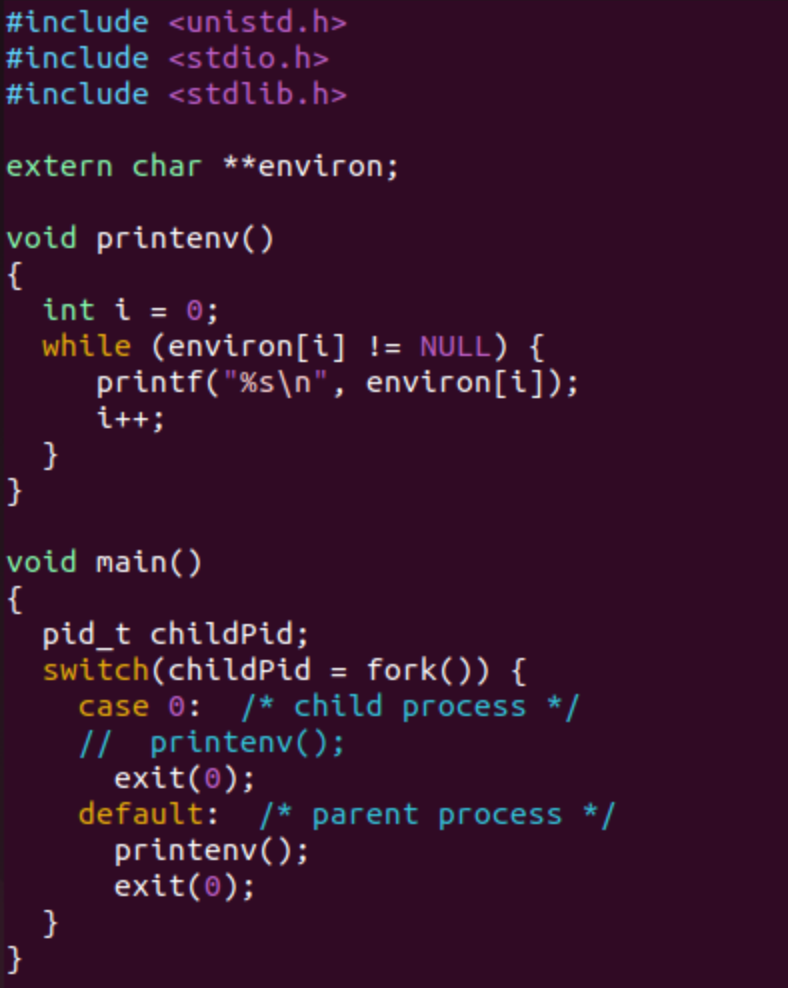 #include <unistd.h>
#include <stdio.h>
#include <stdlib.h>

extern char **environ;

void printenv()
{
  int i = 0;
  while (environ[i] != NULL) {
     printf("%s\n", environ[i]);
     i++;
  }
}

void main()
{
  pid_t childPid;
  switch(childPid = fork()) {
    case 0:  /* child process */
    //  printenv();
      exit(0);
    default:  /* parent process */
      printenv();
      exit(0);
  }
}